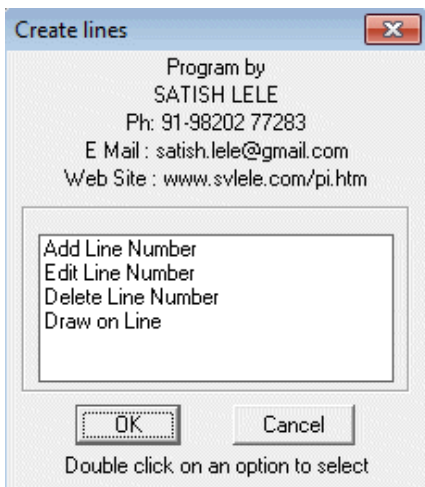 Create lines
Program by
SATISH LELE
Ph: 91-98202 77283
E Mail : satish.lele@gmail.com
Web Site : www.svlele.com/pi.htm
Add Line Number
Edit Line Number
Delete Line Number
Draw on Line
OK Cancel
Double click on an option to select